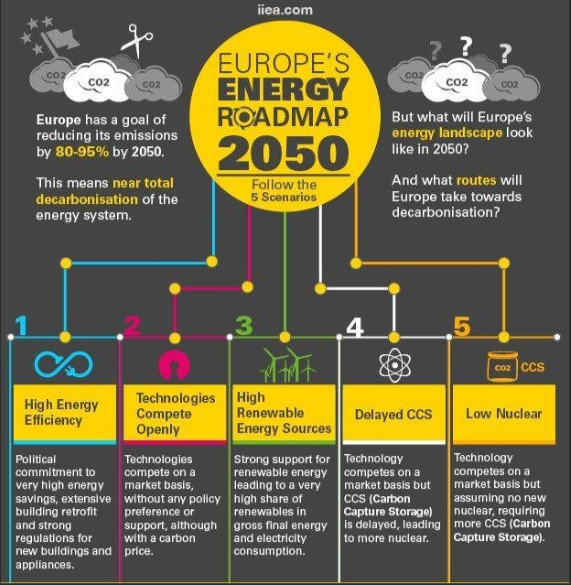 iiea.com
CO2
CO2
CO2
EUROPE'S
ENERGY
ROADMAP
2050
Follow the
5 Scenarios
CO2
CO2
CO2
? ? ?
Europe has a goal of
reducing its emissions
by 80-95% by 2050.
This means near total
decarbonisation of the
energy system.
But what will Europe's
energy landscape look
like in 2050?
And what routes will
Europe take towards
decarbonisation?
1
High Energy
Efficiency
Political
commitment to
very high energy
savings, extensive
building retrofit
and strong
regulations for
new buildings and
appliances.
2
Technologies
Compete
Openly
Technologies
compete on a
market basis,
without any policy
preference or
support, although
with a carbon
price.
3
High
Renewable
Energy Sources
Strong support for
renewable energy
leading to a very
high share of
renewables in
gross final energy
and electricity
consumption.
4
Delayed CCS
Technology
competes on a
market basis but
CCS (Carbon
Capture Storage)
is delayed, leading
to more nuclear.
5
CO2 CCS
Low Nuclear
Technology
competes on a
market basis but
assuming no new
nuclear, requiring
more CCS (Carbon
Capture Storage).